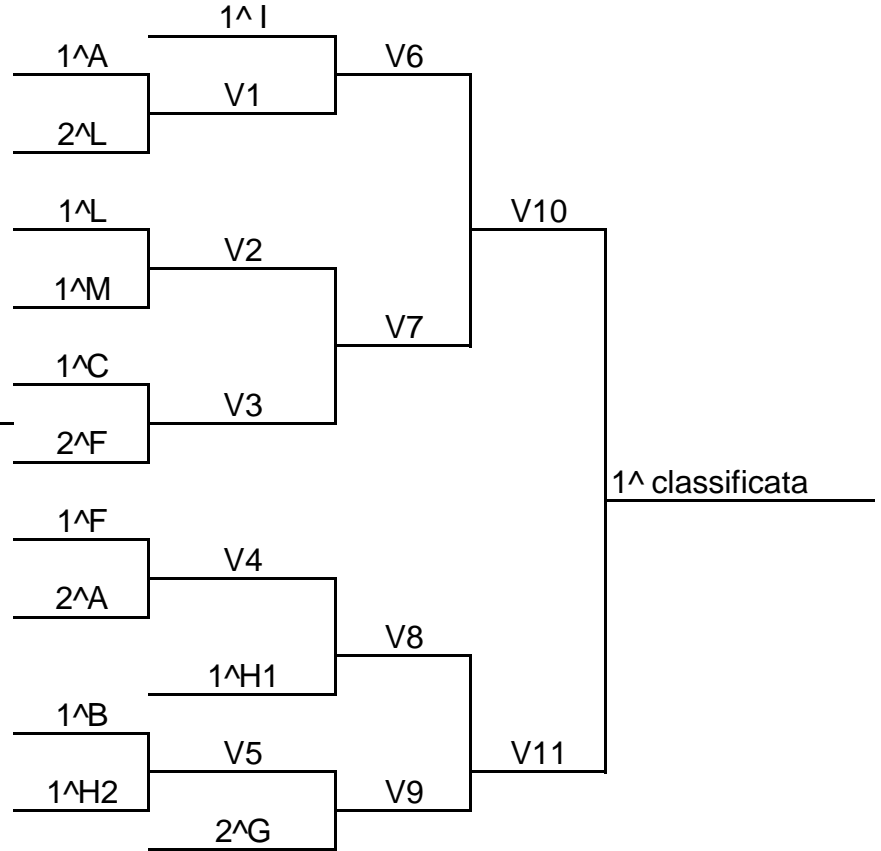 1^ I
1^A
V6
V1
2^L
1^L
V10
V2
1^M
V7
1^C
V3
2^F
1^ classificata
1^F
V4
2^A
V8
1^H1
1^B
V5
V11
1^H2
V9
2^G